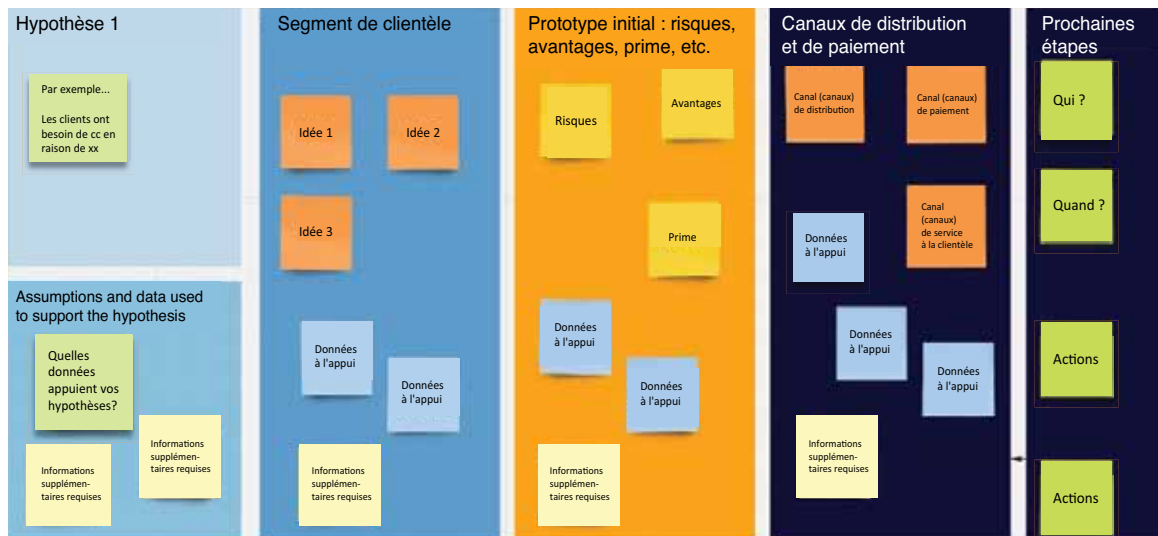 Hypothèse 1
Par exemple...
Les clients ont
besoin de cc en
raison de xx
Assumptions and data used
to support the hypothesis
Quelles
données
appuient vos
hypothèses?
Informations
supplémen-
taires requises
Informations
supplémen-
taires requises
Segment de clientèle
Idée 1
Idée 2
Idée 3
Données
à l'appui
Données
à l'appui
Informations
supplémen-
taires requises
Prototype initial : risques,
avantages, prime, etc.
Risques
Avantages
Prime
Données
à l'appui
Données
à l'appui
Informations
supplémen-
taires requises
Canaux de distribution
et de paiement
Canal (canaux)
de distribution
Canal (canaux)
de paiement
Canal
(canaux)
de service
à la clientèle
Données
à l'appui
Données
à l'appui
Données
à l'appui
Informations
supplémen-
taires requises
Prochaines
étapes
Qui ?
Quand ?
Actions
Actions